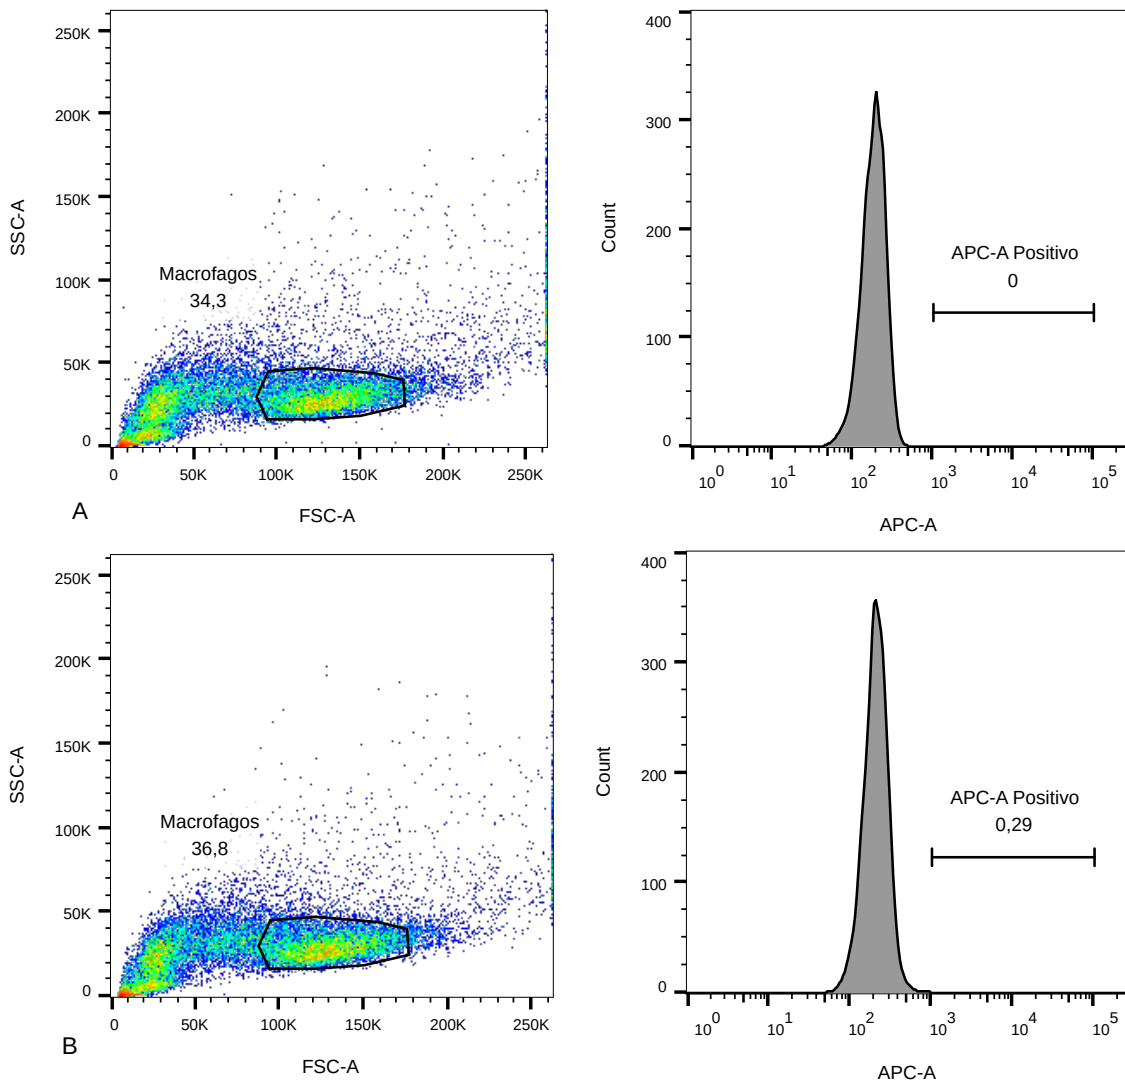 250K
200K
150K
100K
50K
0
SSC-A
Macrofagos
34,3
0 50K 100K 150K 200K 250K
FSC-A
A
400
300
200
100
0
Count
APC-A Positivo
0
10^0 10^1 10^2 10^3 10^4 10^5
APC-A
250K
200K
150K
100K
50K
0
SSC-A
Macrofagos
36,8
0 50K 100K 150K 200K 250K
FSC-A
B
400
300
200
100
0
Count
APC-A Positivo
0,29
10^0 10^1 10^2 10^3 10^4 10^5
APC-A